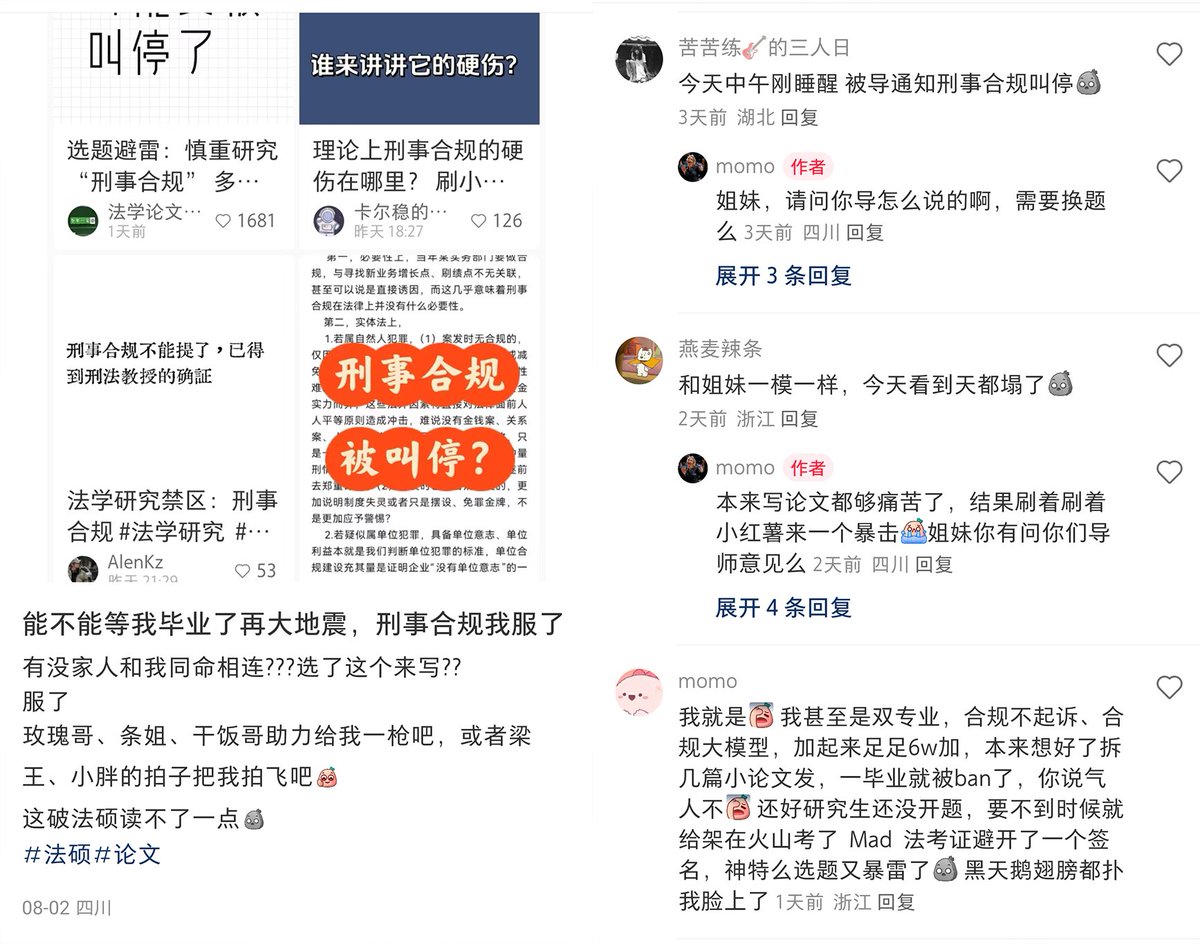 叫停了
选题避雷：慎重研究
“刑事合规” 多…
法学论文… 1681
1天前
谁来讲讲它的硬伤?
理论上刑事合规的硬
伤在哪里? 刷小…
卡尔稳的… 126
昨天 18:27
刑事合规不能提了，已得
到刑法教授的确证
法学研究禁区：刑事
合规 #法学研究 #…
AlenKz 53
昨天 21:29
第一，必要性上，当年某实务部门要做合
规，与寻找新业务增长点、刷绩点不无关联，
甚至可以说是直接诱因，而这几乎意味着刑事
合规在法律上并没有什么必要性。
第二，实体法上，
1.若属自然人犯罪，（1）案发时无合规的，
刑事合规
人平等原则造成冲击，难说没有金钱案、关系
被叫停?
加说明制度失灵或者只是摆设、免罪金牌，不
是更加应予警惕?
2.若疑似属单位犯罪，具备单位意志、单位
利益本就是我们判断单位犯罪的标准，单位合
规建设充其量是证明企业“没有单位意志”的一
能不能等我毕业了再大地震，刑事合规我服了
有没家人和我同命相连???选了这个来写??
服了
玫瑰哥、条姐、干饭哥助力给我一枪吧，或者梁
王、小胖的拍子把我拍飞吧
这破法硕读不了一点
#法硕#论文
08-02 四川
苦苦练🎸的三人日
今天中午刚睡醒 被导通知刑事合规叫停
3天前 湖北 回复
momo 作者
姐妹，请问你导怎么说的啊，需要换题
么 3天前 四川 回复
展开 3 条回复
燕麦辣条
和姐妹一模一样，今天看到天都塌了
2天前 浙江 回复
momo 作者
本来写论文都够痛苦了，结果刷着刷着
小红薯来一个暴击姐妹你有问你们导
师意见么 2天前 四川 回复
展开 4 条回复
momo
我就是 我甚至是双专业，合规不起诉、合
规大模型，加起来足足6w加，本来想好了拆
几篇小论文发，一毕业就被ban了，你说气
人不 还好研究生还没开题，要不到时候就
给架在火山考了 Mad 法考证避开了一个签
名，神特么选题又暴雷了 黑天鹅翅膀都扑
我脸上了 1天前 浙江 回复